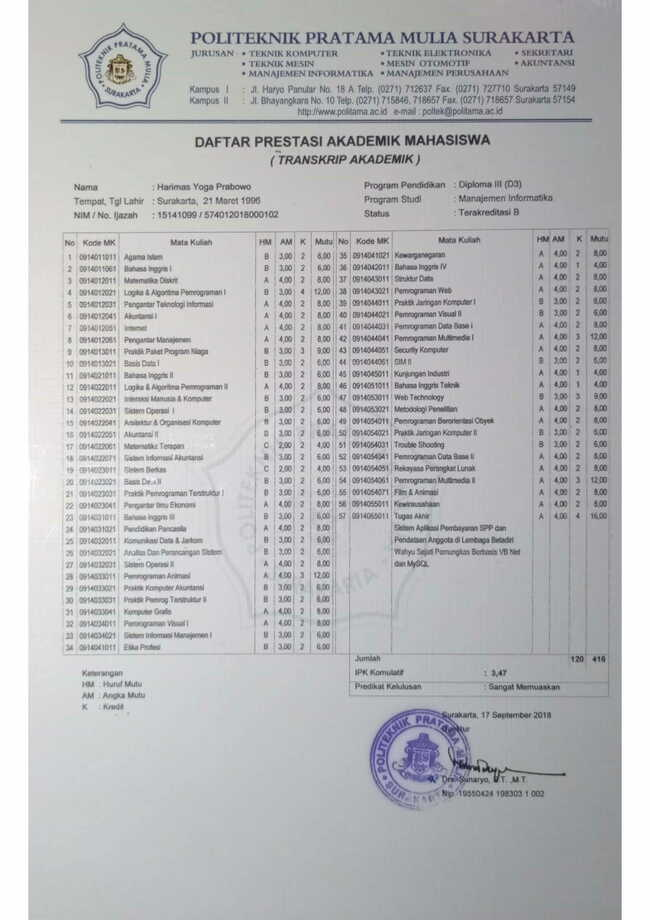 POLITEKNIK PRATAMA MULIA SURAKARTA
JURUSAN : • TEKNIK KOMPUTER • TEKNIK ELEKTRONIKA • SEKRETARI
• TEKNIK MESIN • MESIN OTOMOTIF • AKUNTANSI
• MANAJEMEN INFORMATIKA • MANAJEMEN PERUSAHAAN
Kampus I : Jl. Haryo Panular No. 18 A Telp. (0271) 712637 Fax. (0271) 727710 Surakarta 57149
Kampus II : Jl. Bhayangkara No. 10 Telp. (0271) 715846, 718657 Fax. (0271) 718657 Surakarta 57154
http://www.politama.ac.id e-mail : poltek@politama.ac.id
DAFTAR PRESTASI AKADEMIK MAHASISWA
( TRANSKRIP AKADEMIK )
Nama : Harimas Yoga Prabowo
Tempat, Tgl Lahir : Surakarta, 21 Maret 1996
NIM / No. Ijazah : 15141099 / 574012018000102
Program Pendidikan : Diploma III (D3)
Program Studi : Manajemen Informatika
Status : Terakreditasi B
No Kode MK Mata Kuliah HM AM K Mutu
1 0914011011 Agama Islam B 3,00 2 6,00
2 0914011061 Bahasa Inggris I B 3,00 2 6,00
3 0914012011 Matematika Diskrit A 4,00 2 8,00
4 0914012021 Logika & Algoritma Pemrograman I B 3,00 4 12,00
5 0914012031 Pengantar Teknologi Informasi A 4,00 2 8,00
6 0914012041 Akuntansi I A 4,00 2 8,00
7 0914012051 Internet A 4,00 2 8,00
8 0914012061 Pengantar Manajemen A 4,00 2 8,00
9 0914013011 Praktik Paket Program Niaga B 3,00 3 9,00
10 0914013021 Basis Data I B 3,00 2 6,00
11 0914021011 Bahasa Inggris II B 3,00 2 6,00
12 0914022011 Logika & Algoritma Pemrograman II A 4,00 2 8,00
13 0914022021 Interaksi Manusia & Komputer B 3,00 2 6,00
14 0914022031 Sistem Operasi I B 3,00 2 6,00
15 0914022041 Arsitektur & Organisasi Komputer B 3,00 2 6,00
16 0914022051 Akuntansi II B 3,00 2 6,00
17 0914022061 Matematika Terapan C 2,00 2 4,00
18 0914022071 Sistem Informasi Akuntansi B 3,00 2 6,00
19 0914023011 Sistem Berkas C 2,00 2 4,00
20 0914023021 Basis Data II B 3,00 2 6,00
21 0914023031 Praktik Pemrograman Terstruktur I B 3,00 2 6,00
22 0914023041 Pengantar Ilmu Ekonomi A 4,00 2 8,00
23 0914031011 Bahasa Inggris III B 3,00 2 6,00
24 0914031021 Pendidikan Pancasila A 4,00 2 8,00
25 0914032011 Komunikasi Data & Jarkom B 3,00 2 6,00
26 0914032021 Analisa Dan Perancangan Sistem B 3,00 2 6,00
27 0914032031 Sistem Operasi II A 4,00 2 8,00
28 0914033011 Pemrograman Animasi A 4,00 3 12,00
29 0914033021 Praktik Komputer Akuntansi B 3,00 2 6,00
30 0914033031 Praktik Pemrog Terstruktur II B 3,00 2 6,00
31 0914033041 Komputer Grafis A 4,00 2 8,00
32 0914034011 Pemrograman Visual I A 4,00 2 8,00
33 0914034021 Sistem Informasi Manajemen I B 3,00 2 6,00
34 0914041011 Etika Profesi B 3,00 2 6,00
No Kode MK Mata Kuliah HM AM K Mutu
35 0914041021 Kewarganegaran A 4,00 2 8,00
36 0914042011 Bahasa Inggris IV A 4,00 1 4,00
37 0914043011 Struktur Data A 4,00 2 8,00
38 0914043021 Pemrograman Web A 4,00 2 8,00
39 0914044011 Praktik Jaringan Komputer I B 3,00 2 6,00
40 0914044021 Pemrograman Visual II B 3,00 2 6,00
41 0914044031 Pemrograman Data Base I A 4,00 2 8,00
42 0914044041 Pemrograman Multimedia I A 4,00 3 12,00
43 0914044051 Security Komputer A 4,00 2 8,00
44 0914044061 SIM II B 3,00 2 6,00
45 0914045011 Kunjungan Industri A 4,00 1 4,00
46 0914051011 Bahasa Inggris Teknik A 4,00 1 4,00
47 0914053011 Web Technology B 3,00 3 9,00
48 0914053021 Metodologi Penelitian A 4,00 2 8,00
49 0914054011 Pemrograman Berorientasi Obyek A 4,00 2 8,00
50 0914054021 Praktik Jaringan Komputer II B 3,00 2 6,00
51 0914054031 Trouble Shooting B 3,00 2 6,00
52 0914054041 Pemrograman Data Base II A 4,00 2 8,00
53 0914054051 Rekayasa Perangkat Lunak A 4,00 2 8,00
54 0914054061 Pemrograman Multimedia II A 4,00 3 12,00
55 0914054071 Film & Animasi A 4,00 2 8,00
56 0914055011 Kewirausahaan A 4,00 2 8,00
57 0914065011 Tugas Akhir A 4,00 4 16,00
Sistem Aplikasi Pembayaran SPP dan
Pendataan Anggota di Lembaga Beladiri
Wahyu Sejati Pamungkas Berbasis VB Net
dan MySQL
Jumlah 120 416
IPK Komulatif : 3,47
Predikat Kelulusan : Sangat Memuaskan
Keterangan
HM : Huruf Mutu
AM : Angka Mutu
K : Kredit
Surakarta, 17 September 2018
Direktur
POLITEKNIK PRATAMA MULIA
SURAKARTA
Drs. Sunaryo, S.T. ,M.T.
Nip 19550424 198303 1 002